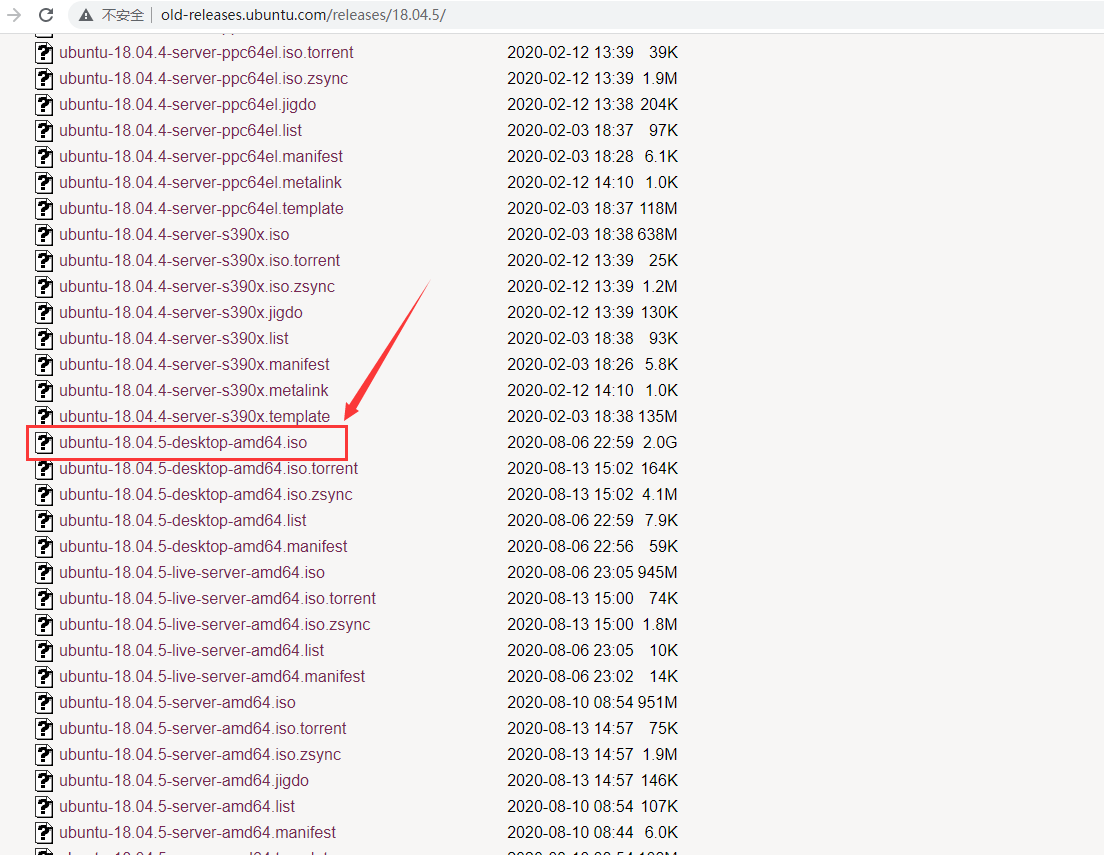 不安全 old-releases.ubuntu.com/releases/18.04.5/
ubuntu-18.04.4-server-ppc64el.iso.torrent 2020-02-12 13:39 39K
ubuntu-18.04.4-server-ppc64el.iso.zsync 2020-02-12 13:39 1.9M
ubuntu-18.04.4-server-ppc64el.jigdo 2020-02-12 13:38 204K
ubuntu-18.04.4-server-ppc64el.list 2020-02-03 18:37 97K
ubuntu-18.04.4-server-ppc64el.manifest 2020-02-03 18:28 6.1K
ubuntu-18.04.4-server-ppc64el.metalink 2020-02-12 14:10 1.0K
ubuntu-18.04.4-server-ppc64el.template 2020-02-03 18:37 118M
ubuntu-18.04.4-server-s390x.iso 2020-02-03 18:38 638M
ubuntu-18.04.4-server-s390x.iso.torrent 2020-02-12 13:39 25K
ubuntu-18.04.4-server-s390x.iso.zsync 2020-02-12 13:39 1.2M
ubuntu-18.04.4-server-s390x.jigdo 2020-02-12 13:39 130K
ubuntu-18.04.4-server-s390x.list 2020-02-03 18:38 93K
ubuntu-18.04.4-server-s390x.manifest 2020-02-03 18:26 5.8K
ubuntu-18.04.4-server-s390x.metalink 2020-02-12 14:10 1.0K
ubuntu-18.04.4-server-s390x.template 2020-02-03 18:38 135M
ubuntu-18.04.5-desktop-amd64.iso 2020-08-06 22:59 2.0G
ubuntu-18.04.5-desktop-amd64.iso.torrent 2020-08-13 15:02 164K
ubuntu-18.04.5-desktop-amd64.iso.zsync 2020-08-13 15:02 4.1M
ubuntu-18.04.5-desktop-amd64.list 2020-08-06 22:59 7.9K
ubuntu-18.04.5-desktop-amd64.manifest 2020-08-06 22:56 59K
ubuntu-18.04.5-live-server-amd64.iso 2020-08-06 23:05 945M
ubuntu-18.04.5-live-server-amd64.iso.torrent 2020-08-13 15:00 74K
ubuntu-18.04.5-live-server-amd64.iso.zsync 2020-08-13 15:00 1.8M
ubuntu-18.04.5-live-server-amd64.list 2020-08-06 23:05 10K
ubuntu-18.04.5-live-server-amd64.manifest 2020-08-06 23:02 14K
ubuntu-18.04.5-server-amd64.iso 2020-08-10 08:54 951M
ubuntu-18.04.5-server-amd64.iso.torrent 2020-08-13 14:57 75K
ubuntu-18.04.5-server-amd64.iso.zsync 2020-08-13 14:57 1.9M
ubuntu-18.04.5-server-amd64.jigdo 2020-08-13 14:57 146K
ubuntu-18.04.5-server-amd64.list 2020-08-10 08:54 107K
ubuntu-18.04.5-server-amd64.manifest 2020-08-10 08:44 6.0K